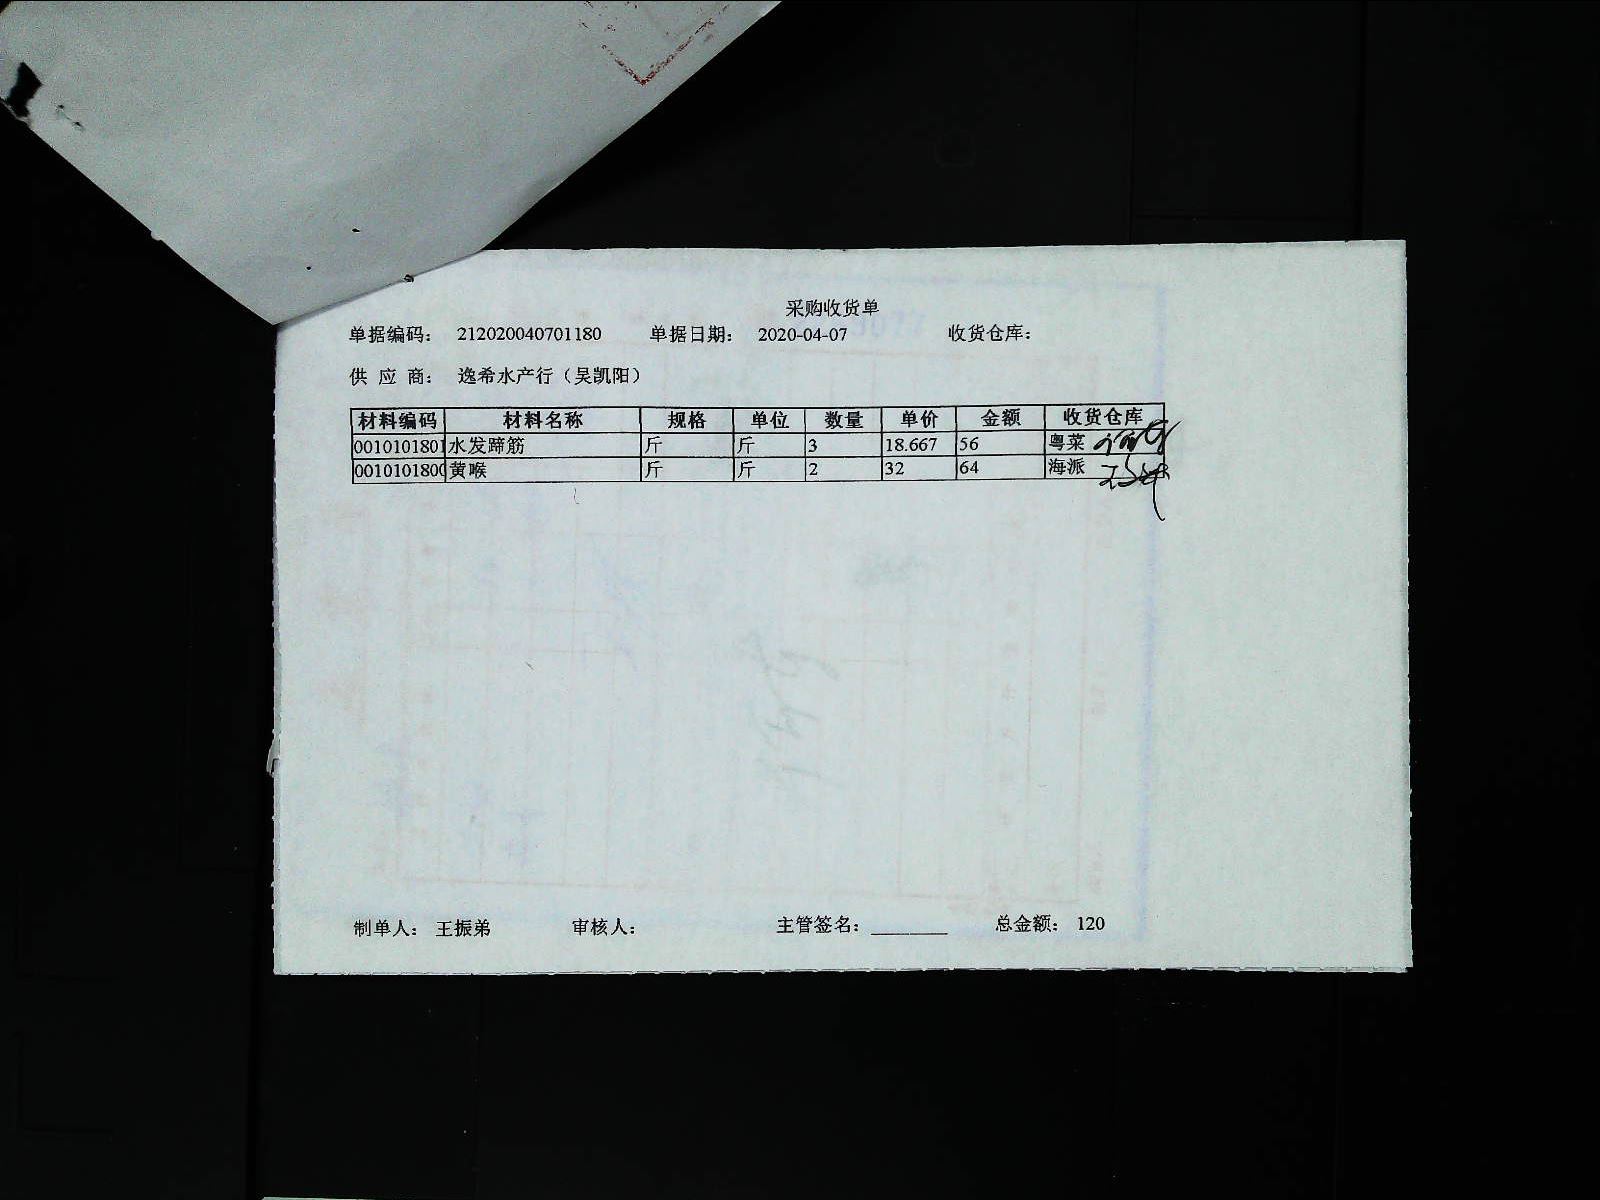 采购收货单
单据编码： 212020040701180 单据日期： 2020-04-07 收货仓库：
供 应 商： 逸希水产行（吴凯阳）
材料编码 材料名称 规格 单位 数量 单价 金额 收货仓库
0010101801 水发蹄筋 斤 斤 3 18.667 56 粤菜
0010101800 黄喉 斤 斤 2 32 64 海派
制单人： 王振弟 审核人： 主管签名： 总金额： 120